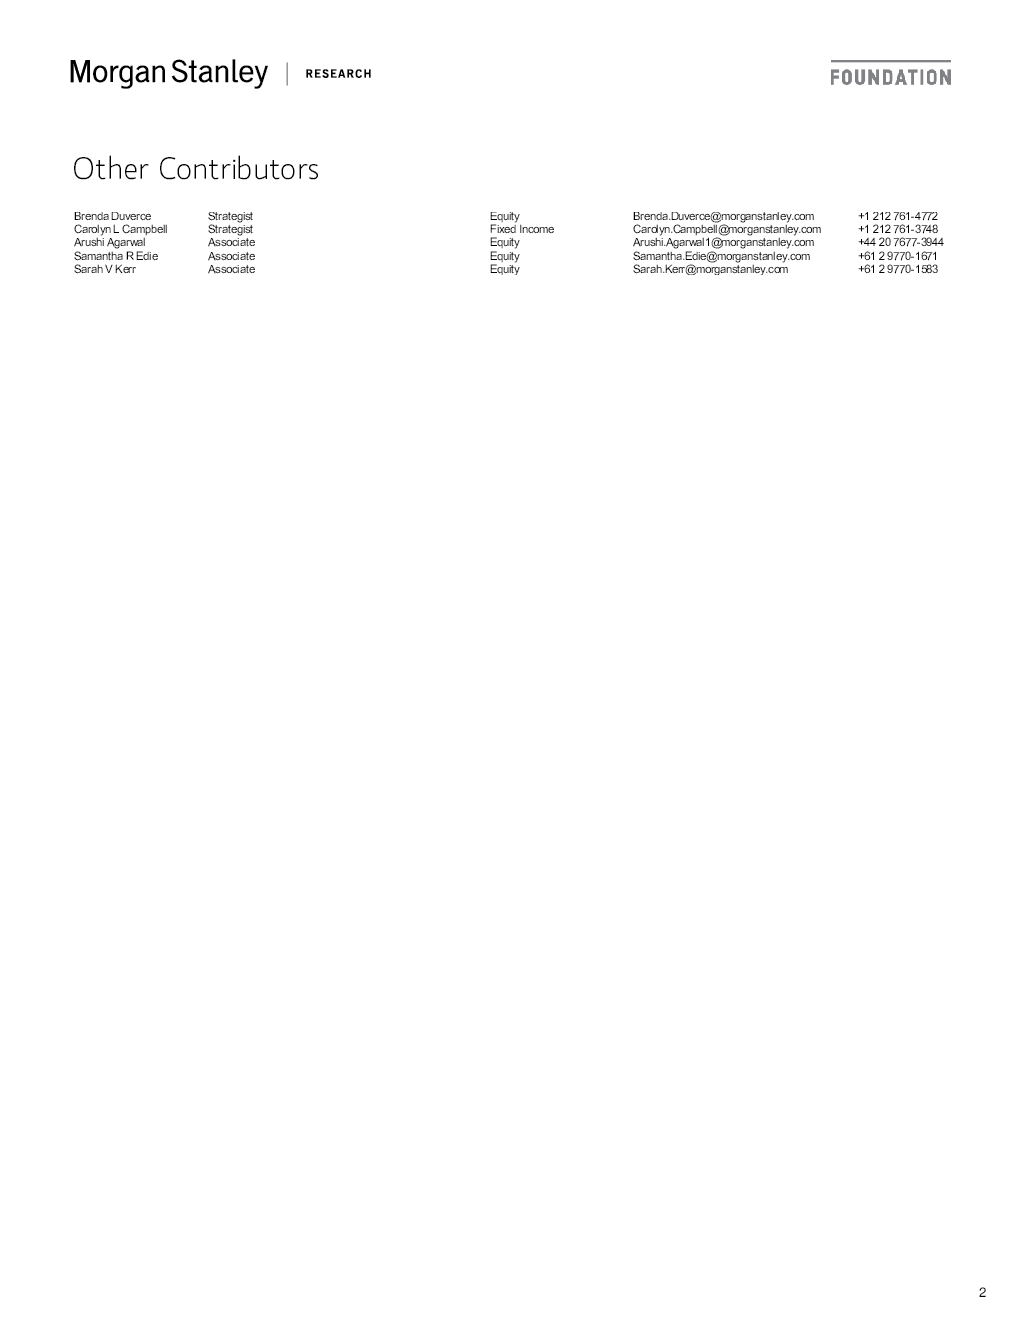 Morgan Stanley | RESEARCH FOUNDATION
Other Contributors
Brenda Duverce Strategist Equity Brenda.Duverce@morganstanley.com +1 212 761-4772
Carolyn L Campbell Strategist Fixed Income Carolyn.Campbell@morganstanley.com +1 212 761-3748
Arushi Agarwal Associate Equity Arushi.Agarwal1@morganstanley.com +44 20 7677-3944
Samantha R Edie Associate Equity Samantha.Edie@morganstanley.com +61 2 9770-1671
Sarah V Kerr Associate Equity Sarah.Kerr@morganstanley.com +61 2 9770-1583
2